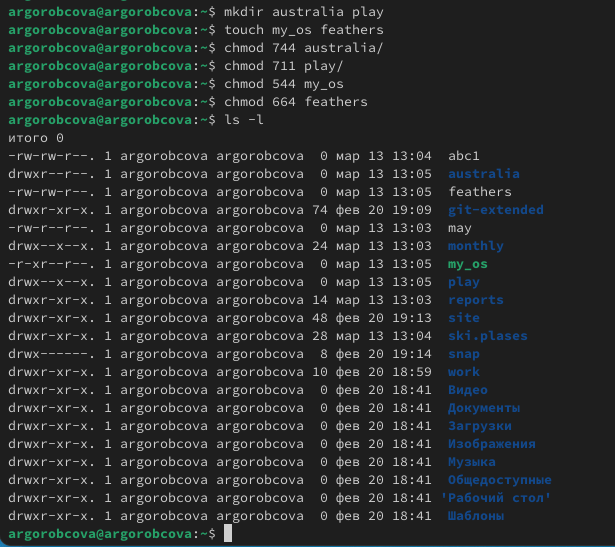 argorobcova@argorobcova:~$ mkdir australia play
argorobcova@argorobcova:~$ touch my_os feathers
argorobcova@argorobcova:~$ chmod 744 australia/
argorobcova@argorobcova:~$ chmod 711 play/
argorobcova@argorobcova:~$ chmod 544 my_os
argorobcova@argorobcova:~$ chmod 664 feathers
argorobcova@argorobcova:~$ ls -l
итого 0
-rw-rw-r--. 1 argorobcova argorobcova  0 мар 13 13:04  abc1
drwxr--r--. 1 argorobcova argorobcova  0 мар 13 13:05  australia
-rw-rw-r--. 1 argorobcova argorobcova  0 мар 13 13:05  feathers
drwxr-xr-x. 1 argorobcova argorobcova 74 фев 20 19:09  git-extended
-rw-r--r--. 1 argorobcova argorobcova  0 мар 13 13:03  may
drwx--x--x. 1 argorobcova argorobcova 24 мар 13 13:03  monthly
-r-xr--r--. 1 argorobcova argorobcova  0 мар 13 13:05  my_os
drwx--x--x. 1 argorobcova argorobcova  0 мар 13 13:05  play
drwxr-xr-x. 1 argorobcova argorobcova 14 мар 13 13:03  reports
drwxr-xr-x. 1 argorobcova argorobcova 48 фев 20 19:13  site
drwxr-xr-x. 1 argorobcova argorobcova 28 мар 13 13:04  ski.plases
drwx------. 1 argorobcova argorobcova  8 фев 20 19:14  snap
drwxr-xr-x. 1 argorobcova argorobcova 10 фев 20 18:59  work
drwxr-xr-x. 1 argorobcova argorobcova  0 фев 20 18:41  Видео
drwxr-xr-x. 1 argorobcova argorobcova  0 фев 20 18:41  Документы
drwxr-xr-x. 1 argorobcova argorobcova  0 фев 20 18:41  Загрузки
drwxr-xr-x. 1 argorobcova argorobcova  0 фев 20 18:41  Изображения
drwxr-xr-x. 1 argorobcova argorobcova  0 фев 20 18:41  Музыка
drwxr-xr-x. 1 argorobcova argorobcova  0 фев 20 18:41  Общедоступные
drwxr-xr-x. 1 argorobcova argorobcova  0 фев 20 18:41 'Рабочий стол'
drwxr-xr-x. 1 argorobcova argorobcova  0 фев 20 18:41  Шаблоны
argorobcova@argorobcova:~$